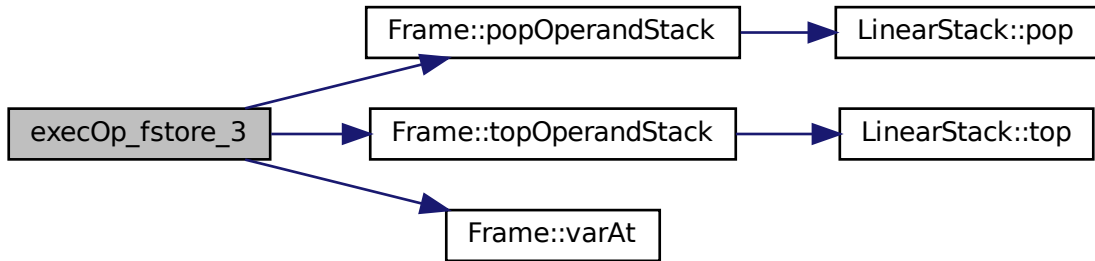 Frame::popOperandStack
LinearStack::pop
execOp_fstore_3
Frame::topOperandStack
LinearStack::top
Frame::varAt